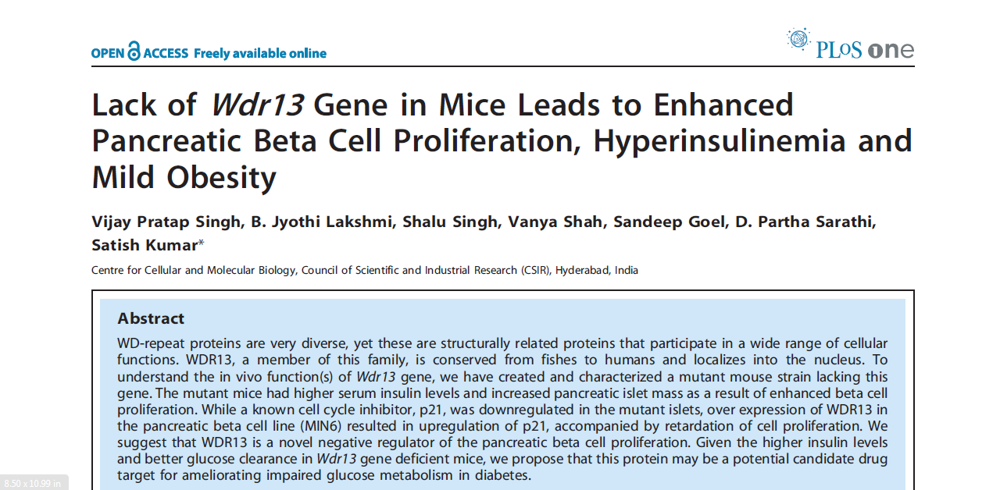 OPEN ACCESS Freely available online
PLoS one
Lack of Wdr13 Gene in Mice Leads to Enhanced
Pancreatic Beta Cell Proliferation, Hyperinsulinemia and
Mild Obesity
Vijay Pratap Singh, B. Jyothi Lakshmi, Shalu Singh, Vanya Shah, Sandeep Goel, D. Partha Sarathi,
Satish Kumar*
Centre for Cellular and Molecular Biology, Council of Scientific and Industrial Research (CSIR), Hyderabad, India
Abstract
WD-repeat proteins are very diverse, yet these are structurally related proteins that participate in a wide range of cellular
functions. WDR13, a member of this family, is conserved from fishes to humans and localizes into the nucleus. To
understand the in vivo function(s) of Wdr13 gene, we have created and characterized a mutant mouse strain lacking this
gene. The mutant mice had higher serum insulin levels and increased pancreatic islet mass as a result of enhanced beta cell
proliferation. While a known cell cycle inhibitor, p21, was downregulated in the mutant islets, over expression of WDR13 in
the pancreatic beta cell line (MIN6) resulted in upregulation of p21, accompanied by retardation of cell proliferation. We
suggest that WDR13 is a novel negative regulator of the pancreatic beta cell proliferation. Given the higher insulin levels
and better glucose clearance in Wdr13 gene deficient mice, we propose that this protein may be a potential candidate drug
target for ameliorating impaired glucose metabolism in diabetes.
8.50 x 10.99 in